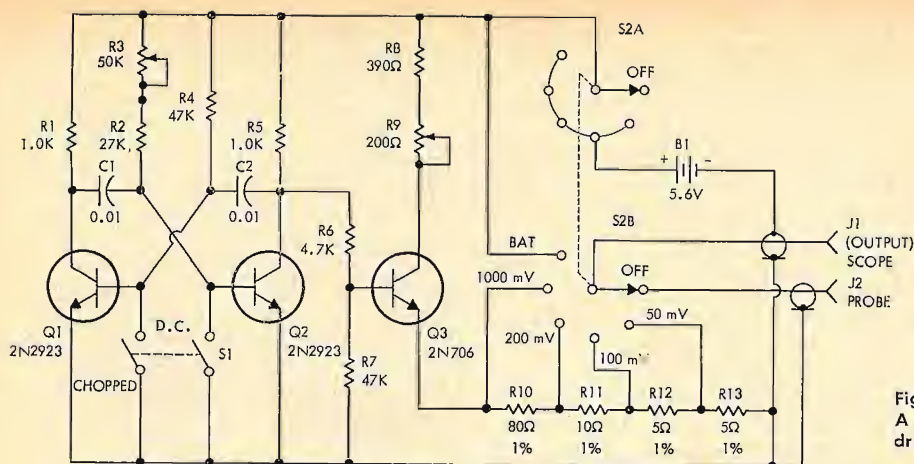 R3
50K
R1
1.0K
R2
27K
R4
47K
R5
1.0K
C1
0.01
C2
0.01
R6
4.7K
R7
47K
R8
390Ω
R9
200Ω
Q1
2N2923
Q2
2N2923
Q3
2N706
D.C.
S1
CHOPPED
S2A
OFF
+ B1 -
5.6V
S2B
OFF
BAT
1000 mV
200 mV
100 m
50 mV
J1
(OUTPUT)
SCOPE
J2
PROBE
R10
80Ω
1%
R11
10Ω
1%
R12
5Ω
1%
R13
5Ω
1%
Fig
A
dr